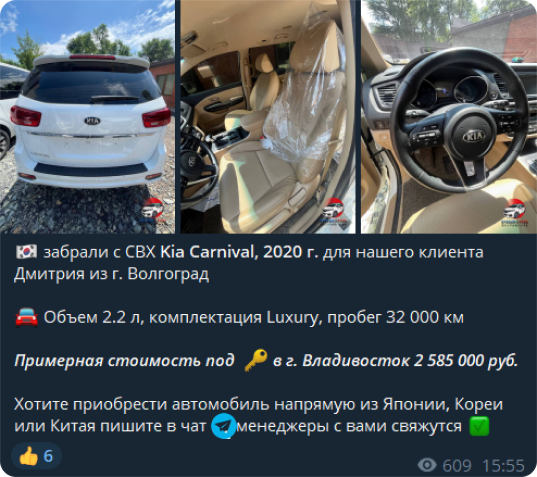 KIA
KIA
забрали с СВХ Kia Carnival, 2020 г. для нашего клиента
Дмитрия из г. Волгоград
Объем 2.2 л, комплектация Luxury, пробег 32 000 км
Примерная стоимость под в г. Владивосток 2 585 000 руб.
Хотите приобрести автомобиль напрямую из Японии, Кореи
или Китая пишите в чат менеджеры с вами свяжутся
6
609 15:55